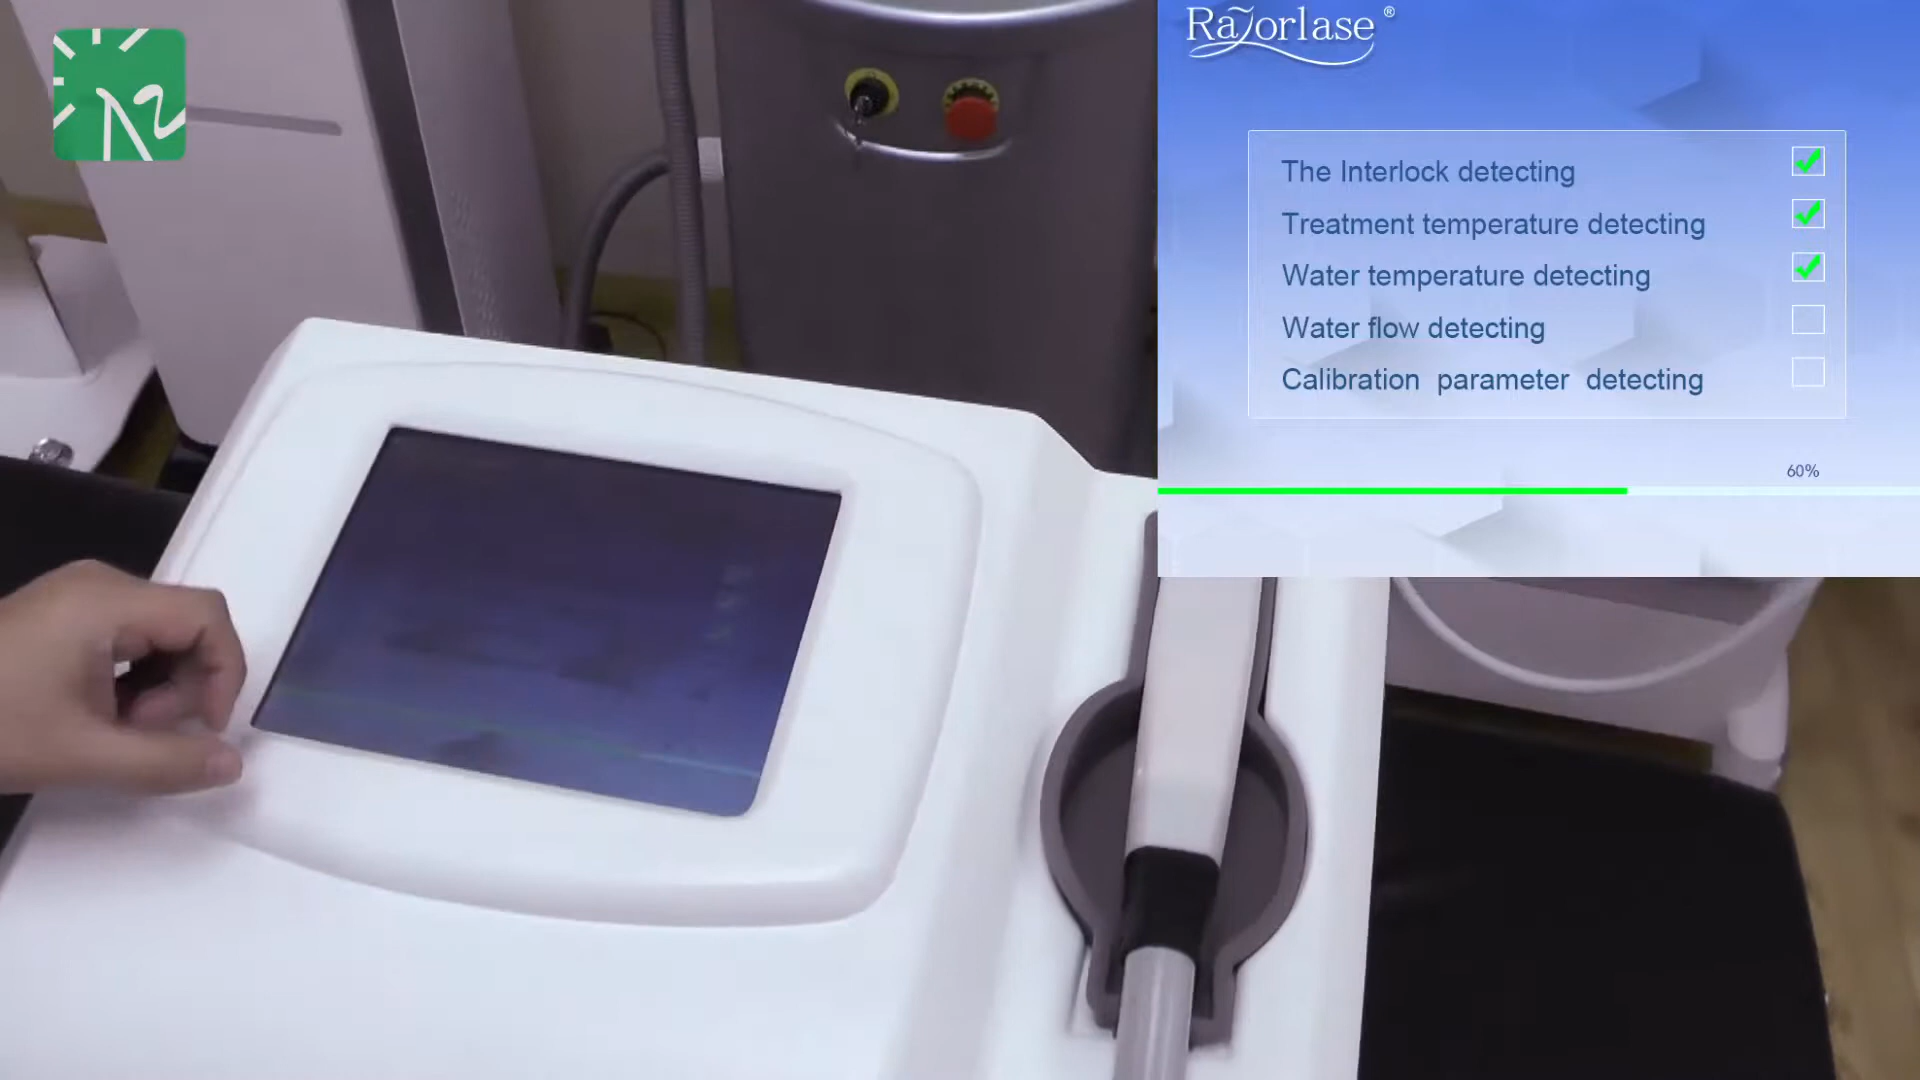 Razorlase®
The Interlock detecting
Treatment temperature detecting
Water temperature detecting
Water flow detecting
Calibration parameter detecting
60%